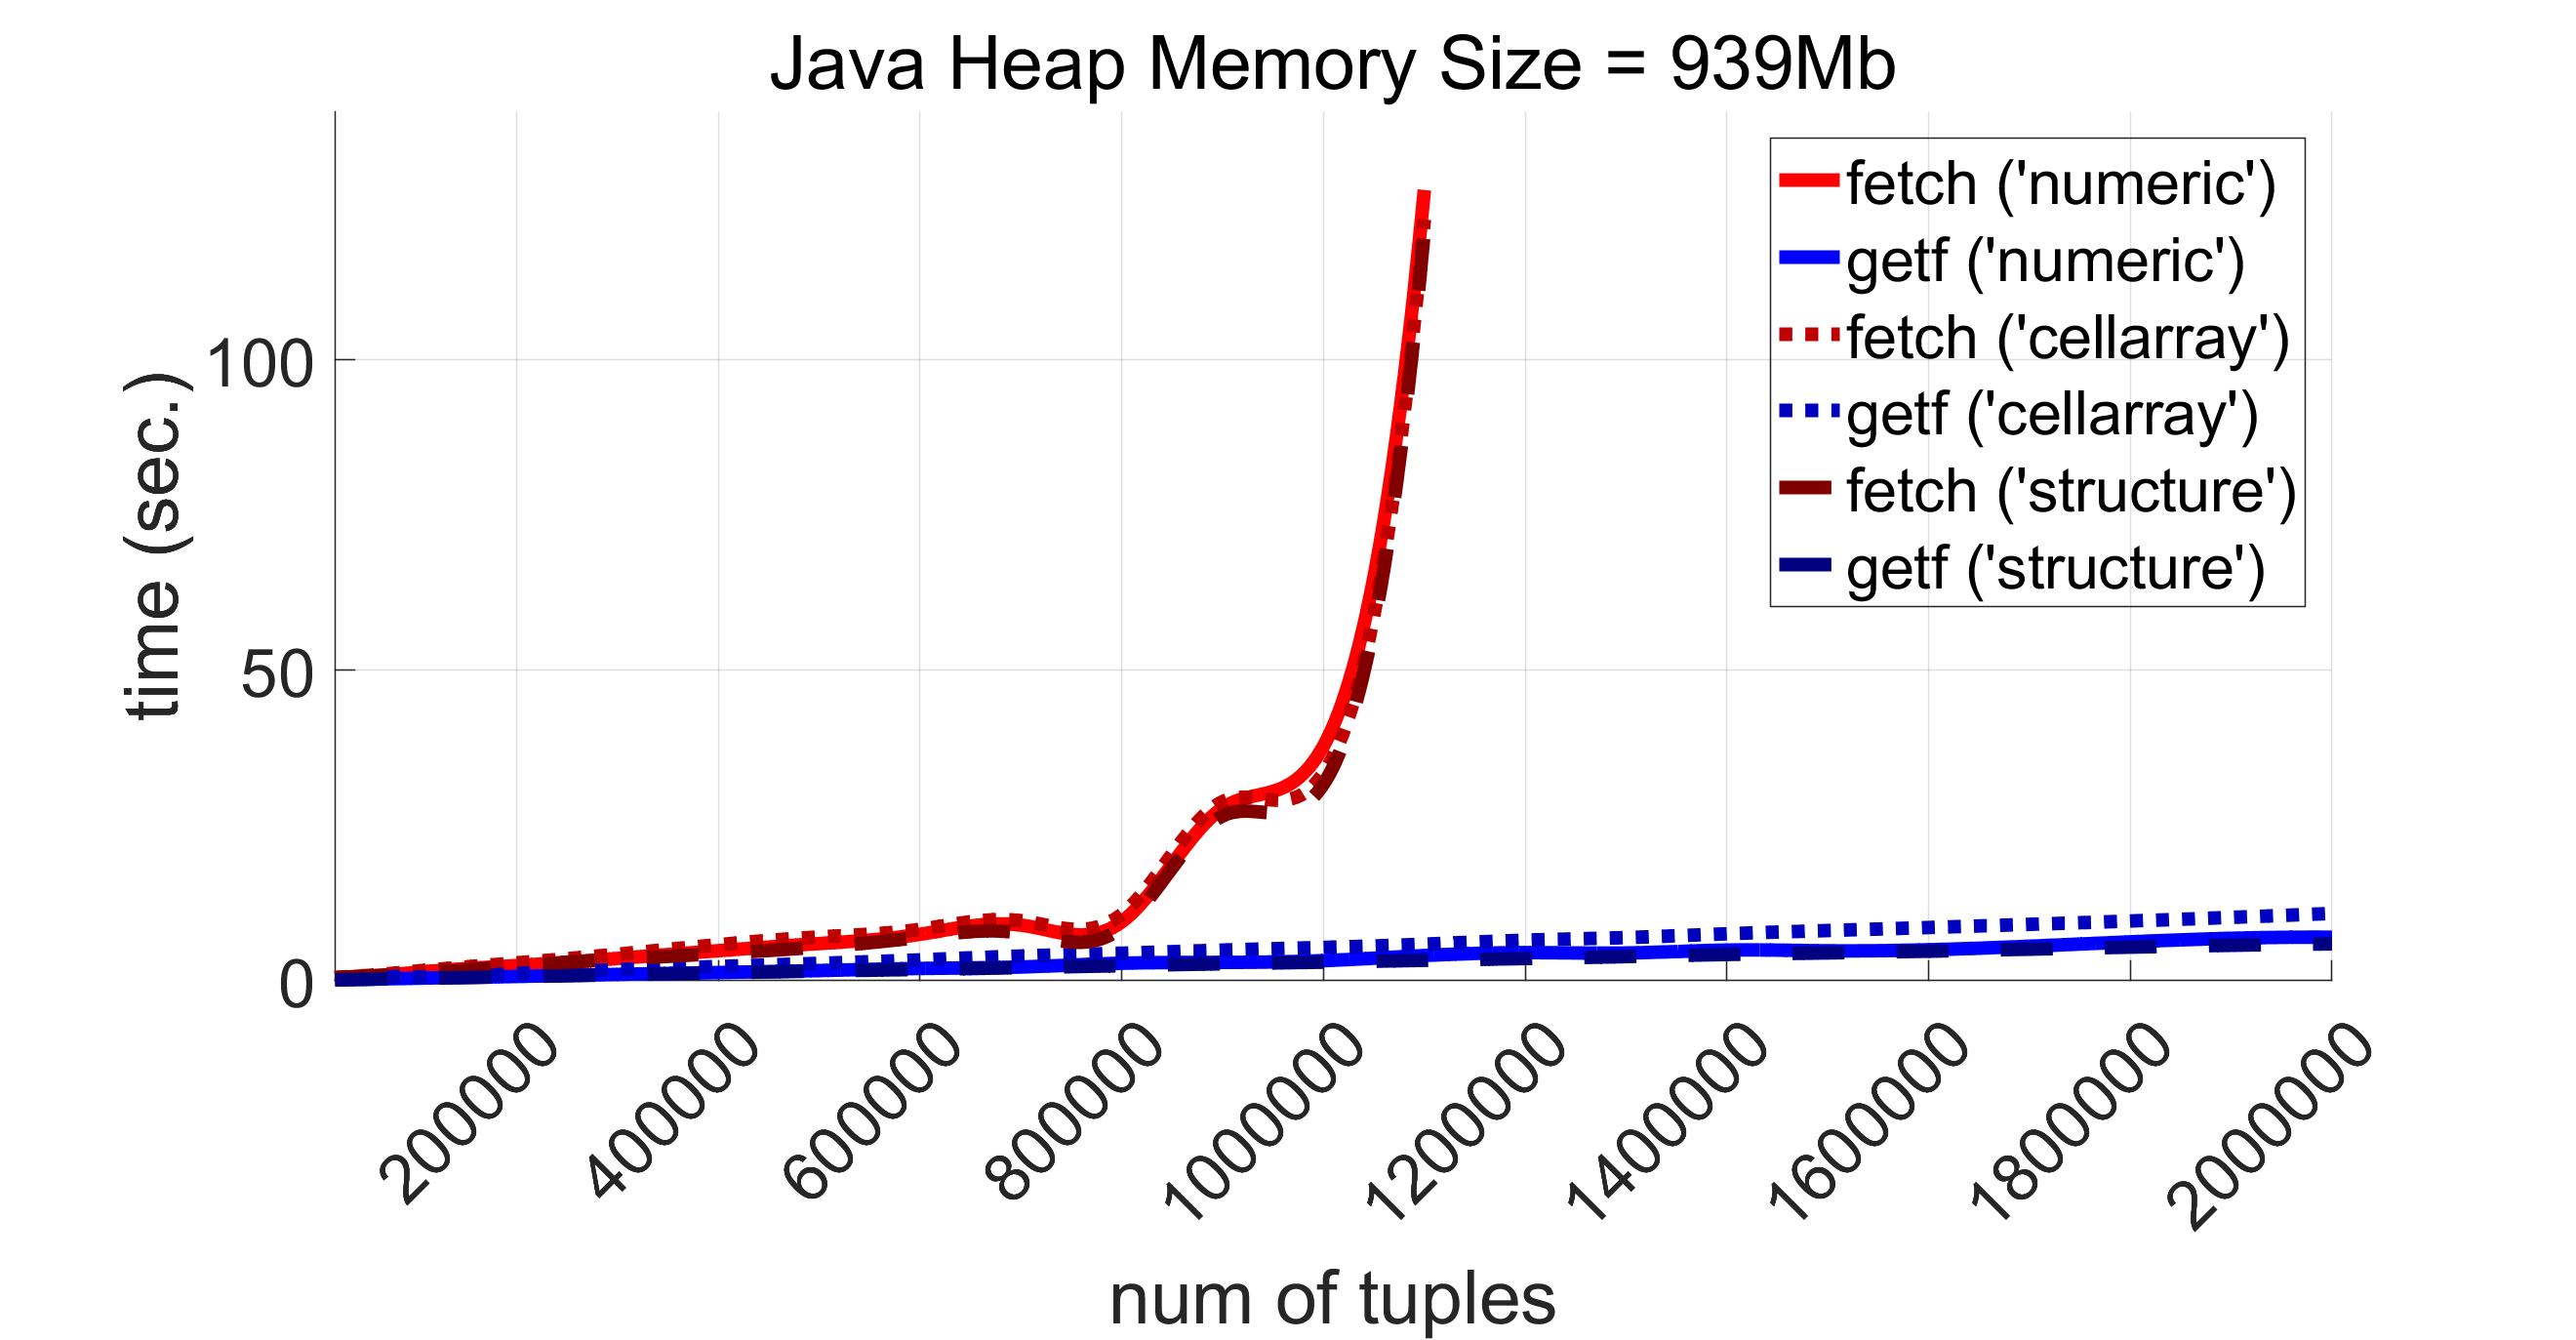 Java Heap Memory Size = 939Mb
fetch ('numeric')
getf ('numeric')
fetch ('cellarray')
getf ('cellarray')
fetch ('structure')
getf ('structure')
time (sec.)
100
50
0
200000
400000
600000
800000
1000000
1200000
1400000
1600000
1800000
2000000
num of tuples